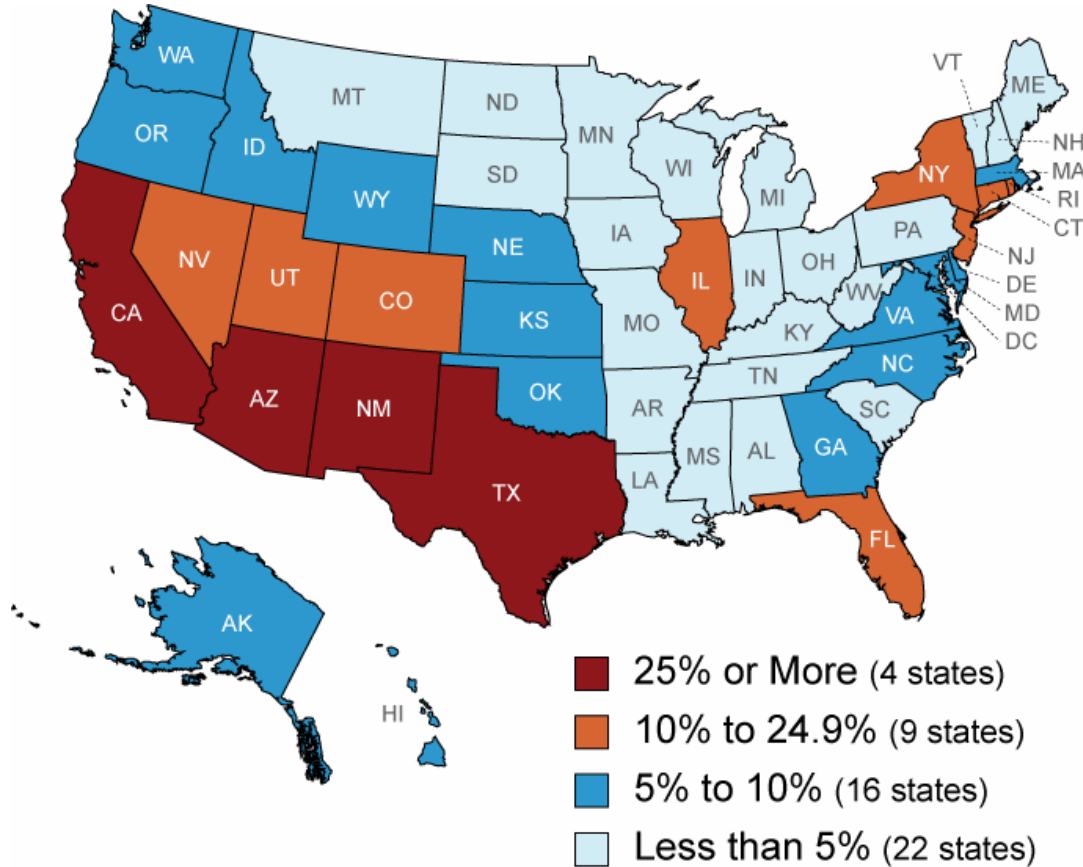 WA
VT
ME
MT
ND
MN
OR
NH
ID
WI
NY
MA
SD
MI
RI
WY
CT
IA
PA
NE
NJ
NV
OH
IN
IL
DE
UT
CO
WV
MD
CA
KS
MO
VA
KY
DC
NC
TN
AZ
NM
OK
AR
SC
MS
AL
GA
LA
TX
FL
AK
HI
25% or More (4 states)
10% to 24.9% (9 states)
5% to 10% (16 states)
Less than 5% (22 states)